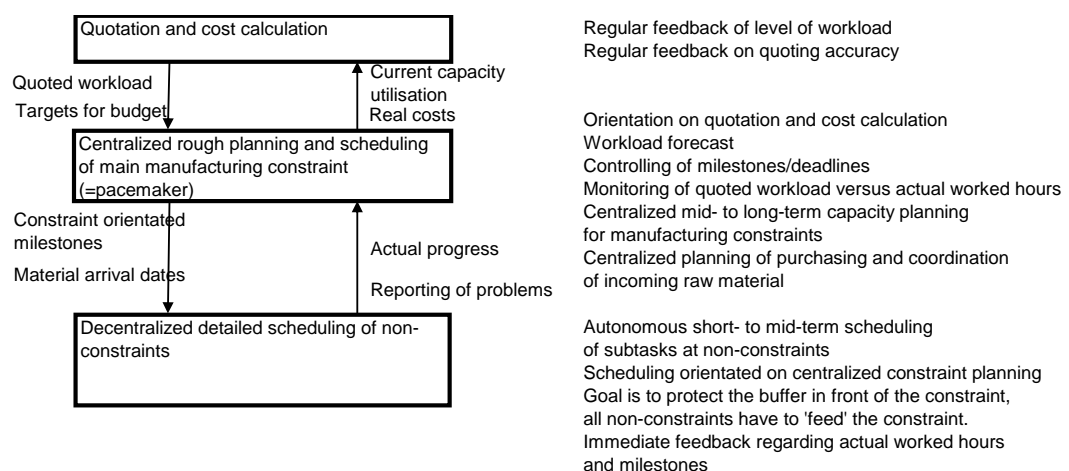 Quotation and cost calculation
Regular feedback of level of workload
Regular feedback on quoting accuracy
Quoted workload
Targets for budget
Current capacity
utilisation
Real costs
Centralized rough planning and scheduling
of main manufacturing constraint
(=pacemaker)
Orientation on quotation and cost calculation
Workload forecast
Controlling of milestones/deadlines
Monitoring of quoted workload versus actual worked hours
Centralized mid- to long-term capacity planning
for manufacturing constraints
Centralized planning of purchasing and coordination
of incoming raw material
Constraint orientated
milestones
Material arrival dates
Actual progress
Reporting of problems
Decentralized detailed scheduling of non-
constraints
Autonomous short- to mid-term scheduling
of subtasks at non-constraints
Scheduling orientated on centralized constraint planning
Goal is to protect the buffer in front of the constraint,
all non-constraints have to 'feed' the constraint.
Immediate feedback regarding actual worked hours
and milestones